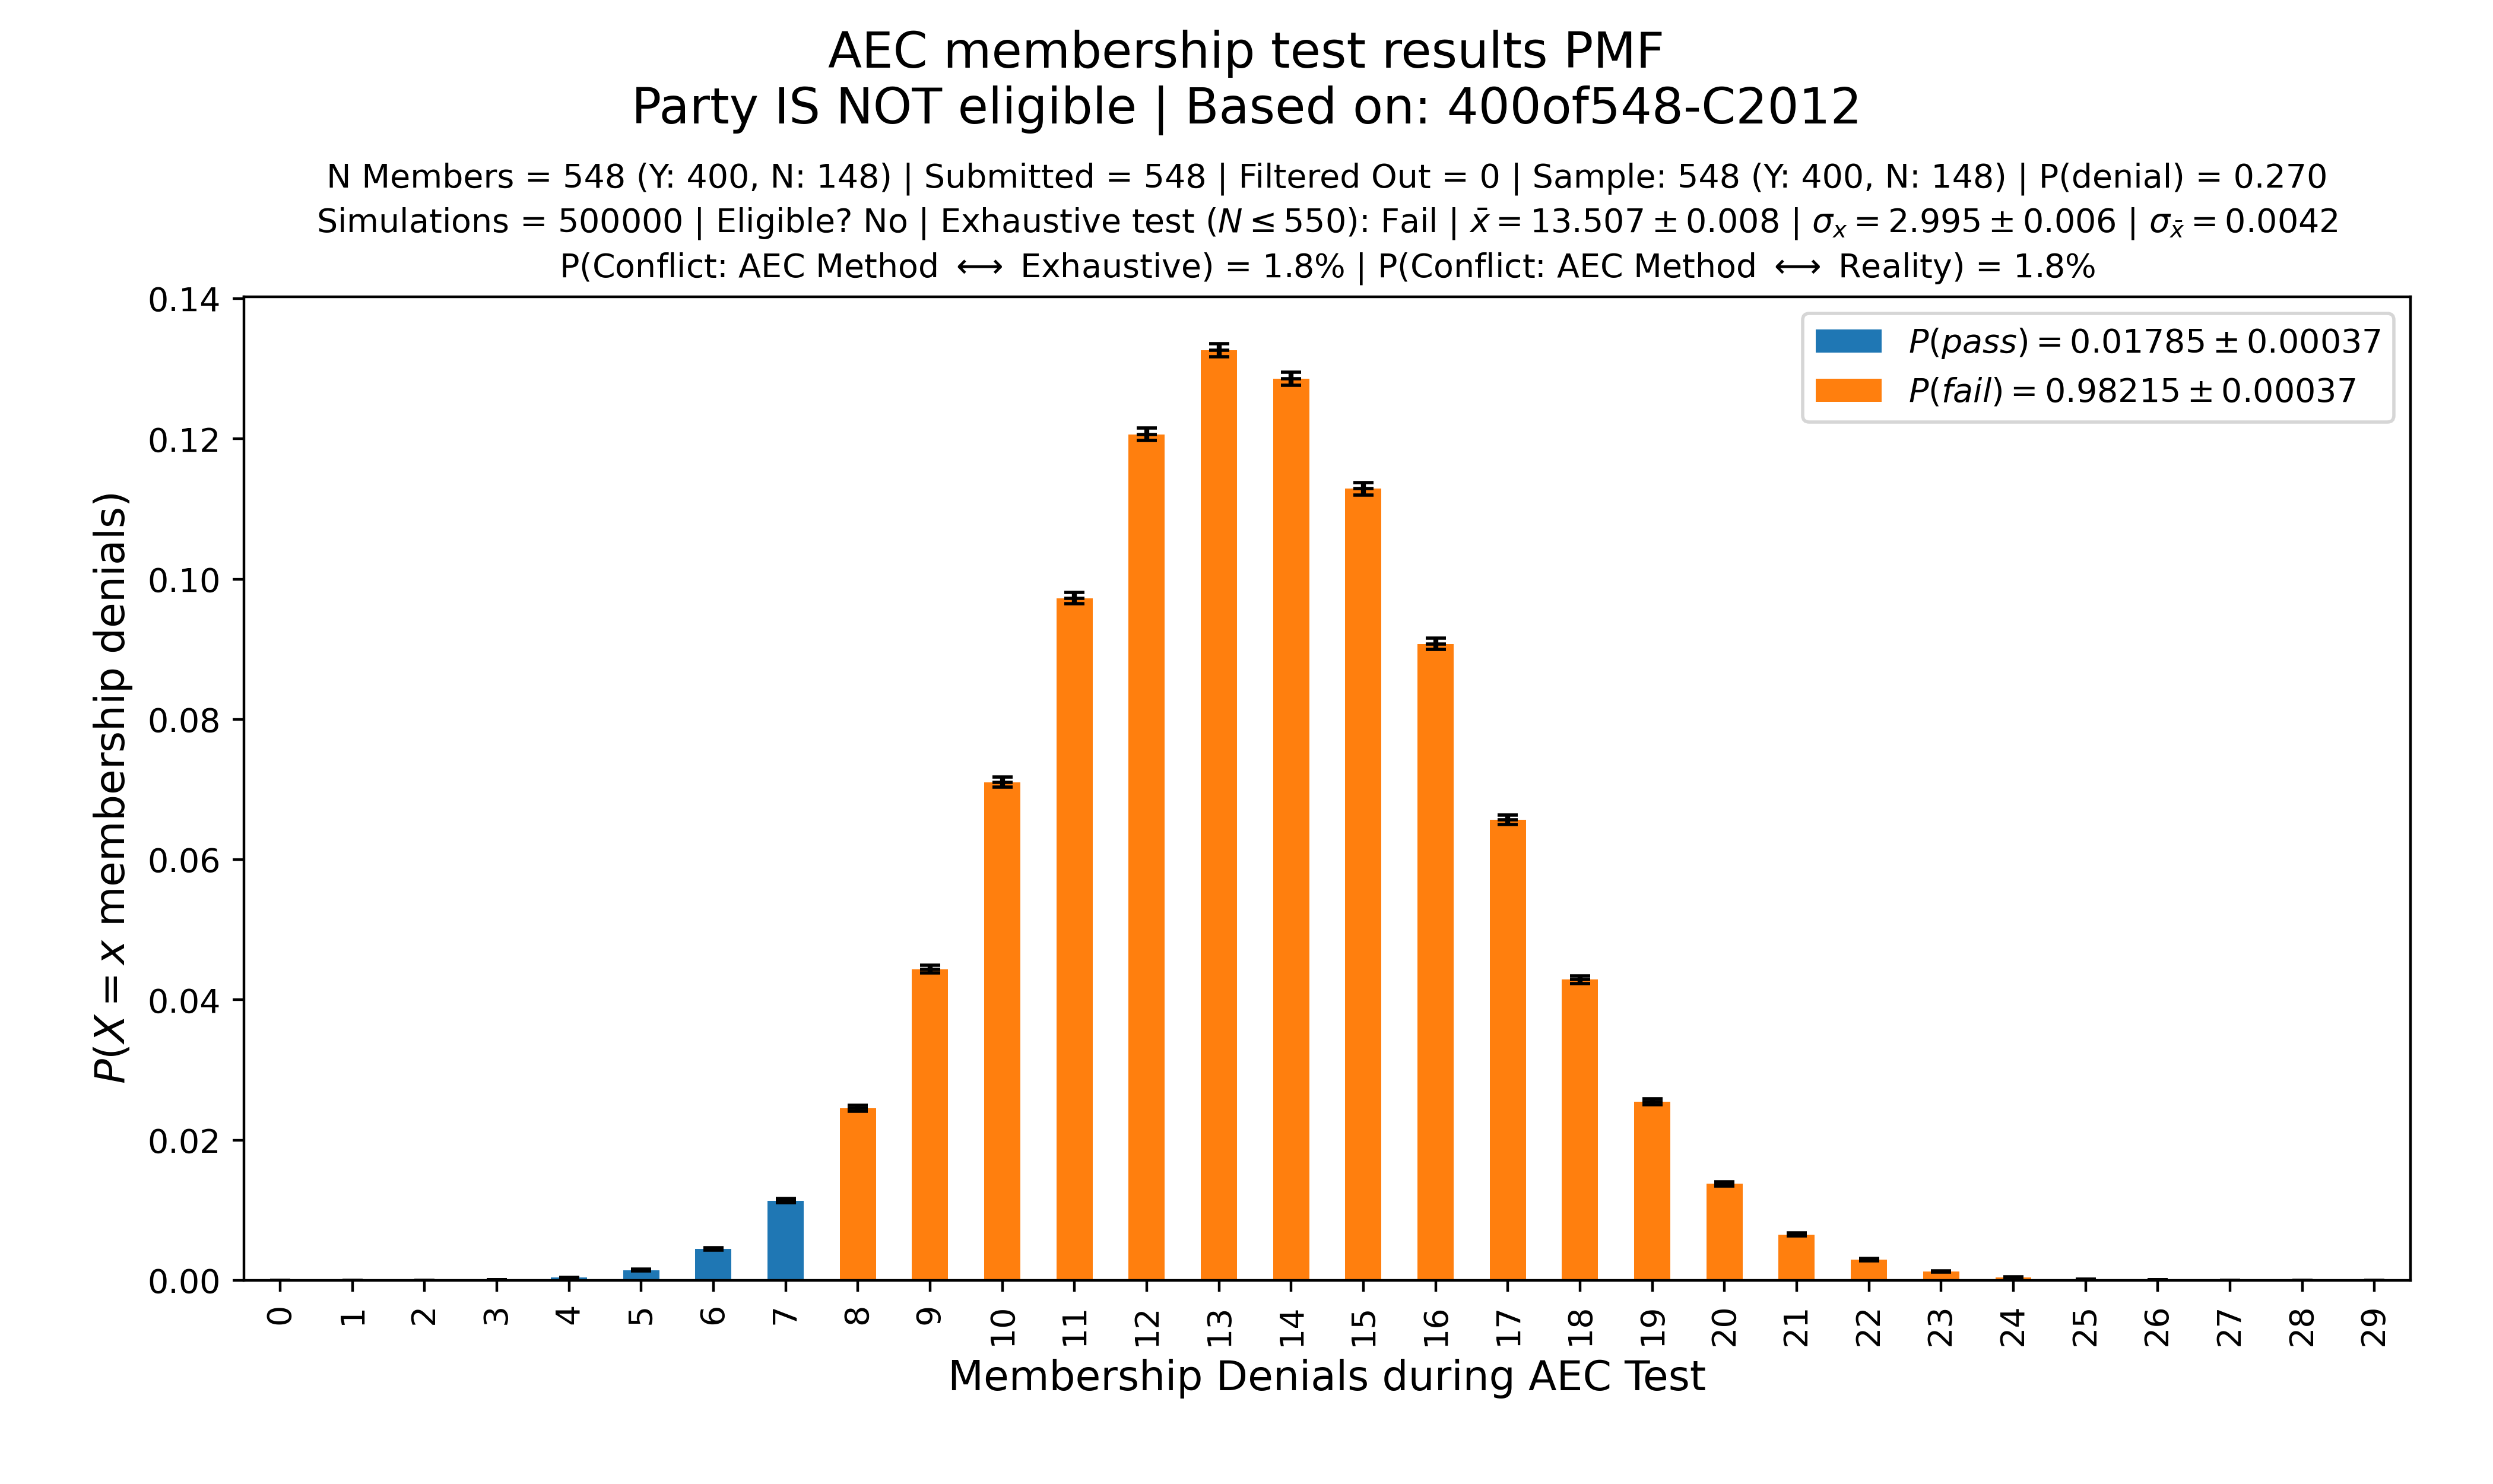 AEC membership test results PMF
Party IS NOT eligible | Based on: 400of548-C2012
N Members = 548 (Y: 400, N: 148) | Submitted = 548 | Filtered Out = 0 | Sample: 548 (Y: 400, N: 148) | P(denial) = 0.270
Simulations = 500000 | Eligible? No | Exhaustive test (N ≤ 550): Fail | x̄ = 13.507 ± 0.008 | σₓ = 2.995 ± 0.006 | σ_x̄ = 0.0042
P(Conflict: AEC Method ⟷ Exhaustive) = 1.8% | P(Conflict: AEC Method ⟷ Reality) = 1.8%
P(pass) = 0.01785 ± 0.00037
P(fail) = 0.98215 ± 0.00037
P(X = x membership denials)
0.14
0.12
0.10
0.08
0.06
0.04
0.02
0.00
0 1 2 3 4 5 6 7 8 9 10 11 12 13 14 15 16 17 18 19 20 21 22 23 24 25 26 27 28 29
Membership Denials during AEC Test